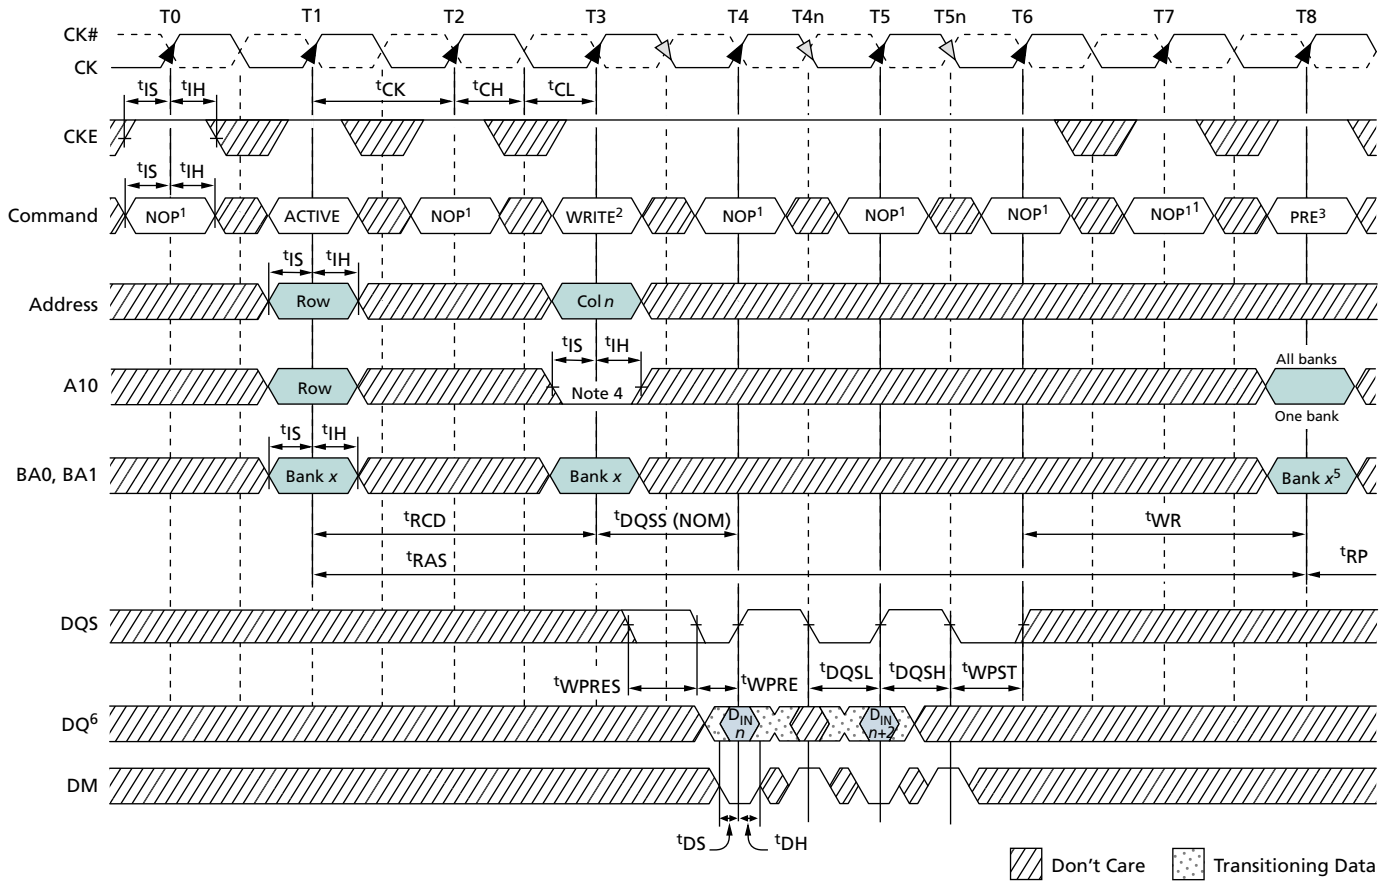 T0 T1 T2 T3 T4 T4n T5 T5n T6 T7 T8
CK#
CK
tIS tIH tCK tCH tCL
CKE
tIS tIH
Command NOP1 ACTIVE NOP1 WRITE2 NOP1 NOP1 NOP1 NOP11 PRE3
tIS tIH
Address Row Col n
tIS tIH
All banks
A10 Row Note 4
One bank
tIS tIH
BA0, BA1 Bank x Bank x Bank x5
tRCD tDQSS (NOM) tWR
tRAS tRP
DQS
tWPRES tWPRE tDQSL tDQSH tWPST
DQ6 DIN n DIN n+2
DM
tDS tDH
Don't Care Transitioning Data